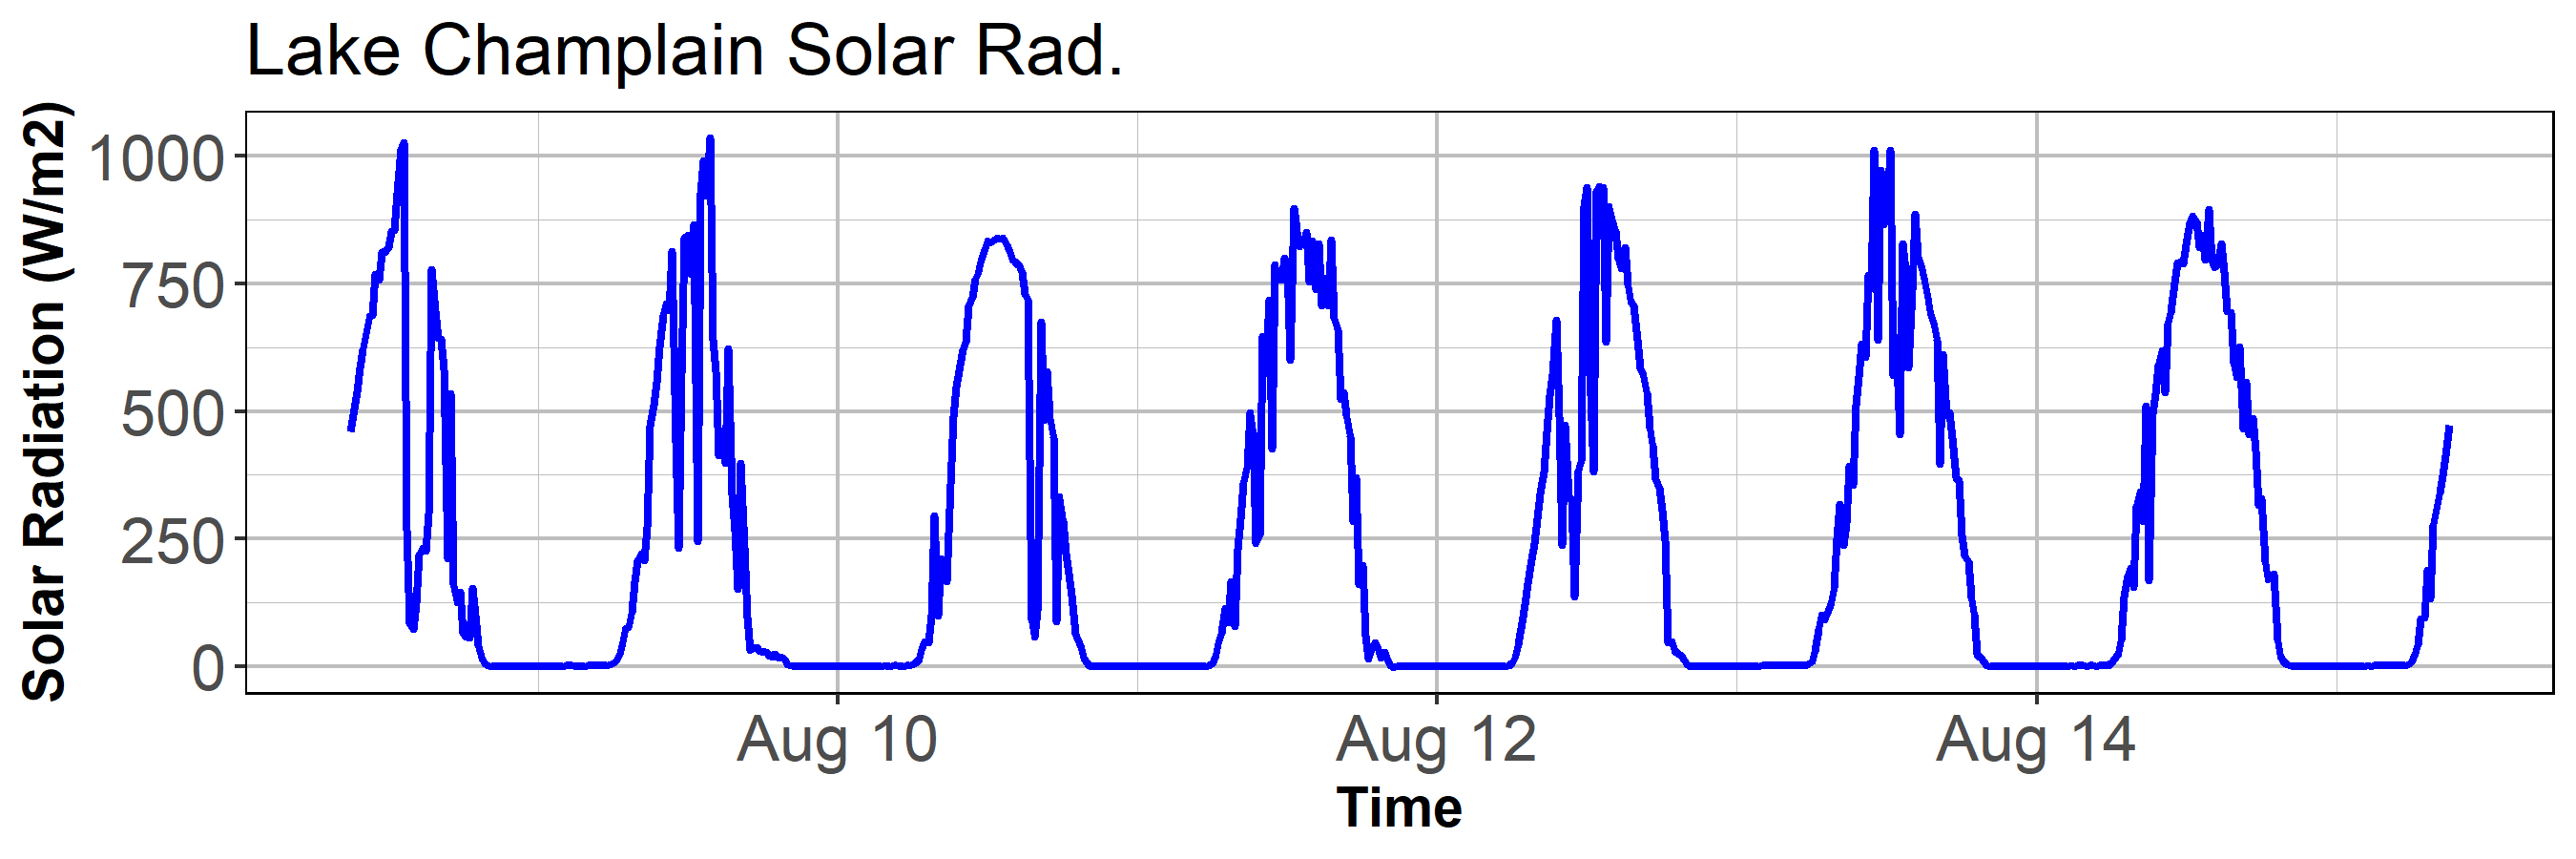 Lake Champlain Solar Rad.
Solar Radiation (W/m2)
1000
750
500
250
0
Aug 10
Aug 12
Aug 14
Time